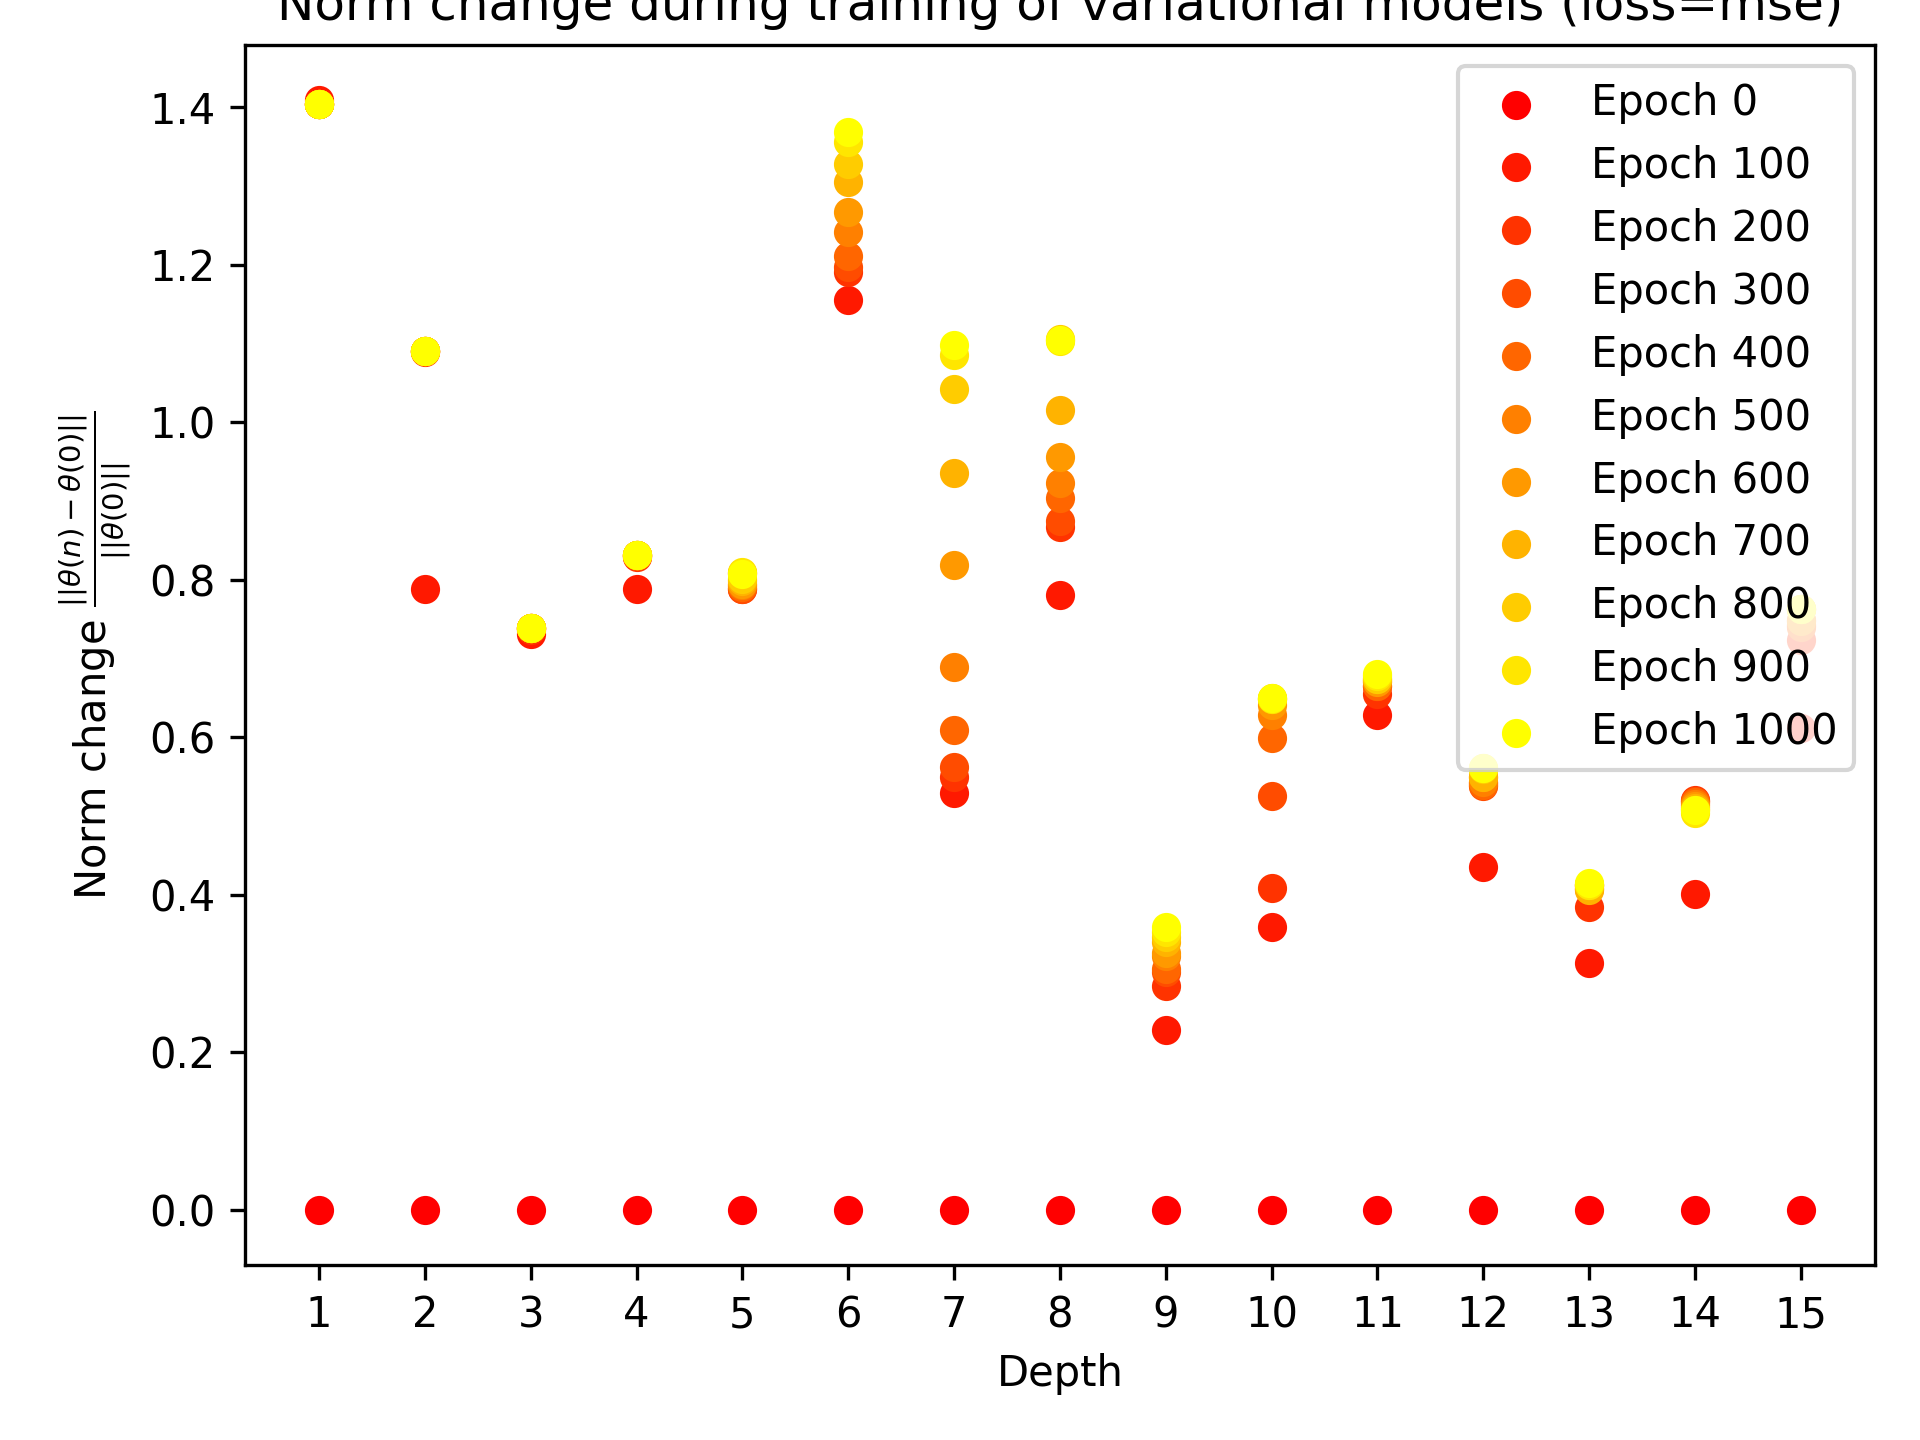 Norm change during training of variational models (loss=mse)
1.4
1.2
1.0
0.8
0.6
0.4
0.2
0.0
Norm change ||θ(n) − θ(0)|| / ||θ(0)||
Epoch 0
Epoch 100
Epoch 200
Epoch 300
Epoch 400
Epoch 500
Epoch 600
Epoch 700
Epoch 800
Epoch 900
Epoch 1000
1 2 3 4 5 6 7 8 9 10 11 12 13 14 15
Depth